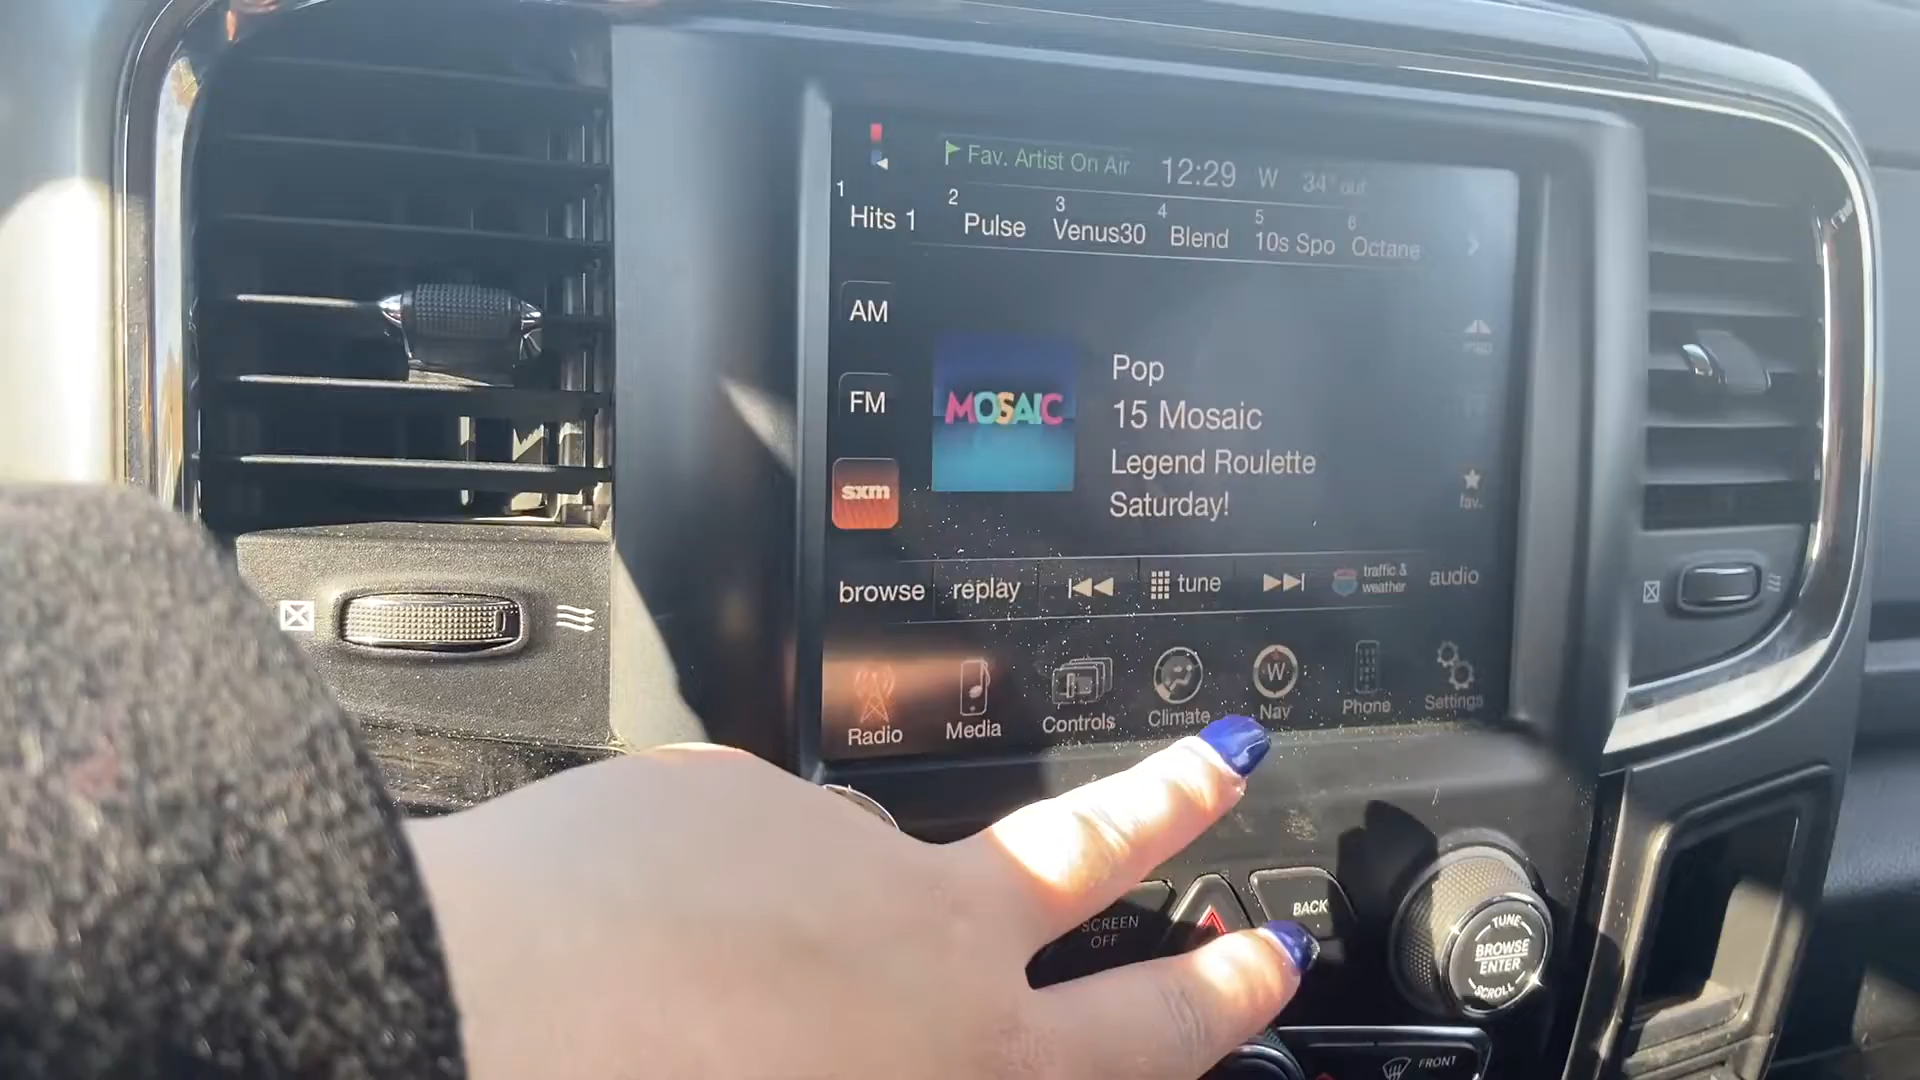 Fav. Artist On Air 12:29 W 34° out
1 Hits 1 2 Pulse 3 Venus30 4 Blend 5 10s Spo 6 Octane
AM
FM
sxm
MOSAIC
Pop
15 Mosaic
Legend Roulette
Saturday!
map
fav.
browse replay tune traffic & weather audio
Radio Media Controls Climate W Nav Phone Settings
SCREEN OFF
BACK
TUNE
BROWSE
ENTER
SCROLL
FRONT